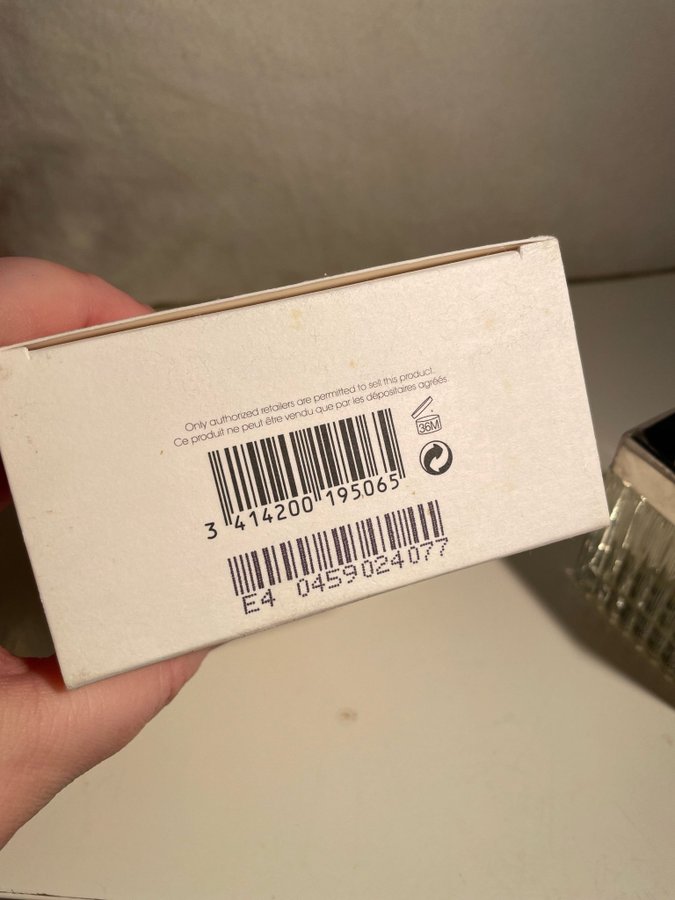 Only authorized retailers are permitted to sell this product.
Ce produit ne peut être vendu que par les dépositaires agréés.
36M
3 414200 195065
E4 0459024077